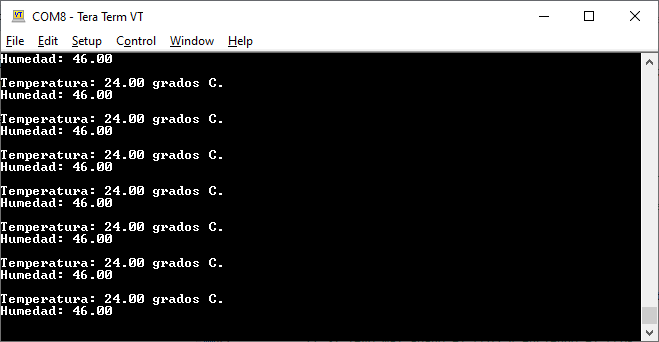 COM8 - Tera Term VT
File Edit Setup Control Window Help
Humedad: 46.00
Temperatura: 24.00 grados C.
Humedad: 46.00
Temperatura: 24.00 grados C.
Humedad: 46.00
Temperatura: 24.00 grados C.
Humedad: 46.00
Temperatura: 24.00 grados C.
Humedad: 46.00
Temperatura: 24.00 grados C.
Humedad: 46.00
Temperatura: 24.00 grados C.
Humedad: 46.00
Temperatura: 24.00 grados C.
Humedad: 46.00